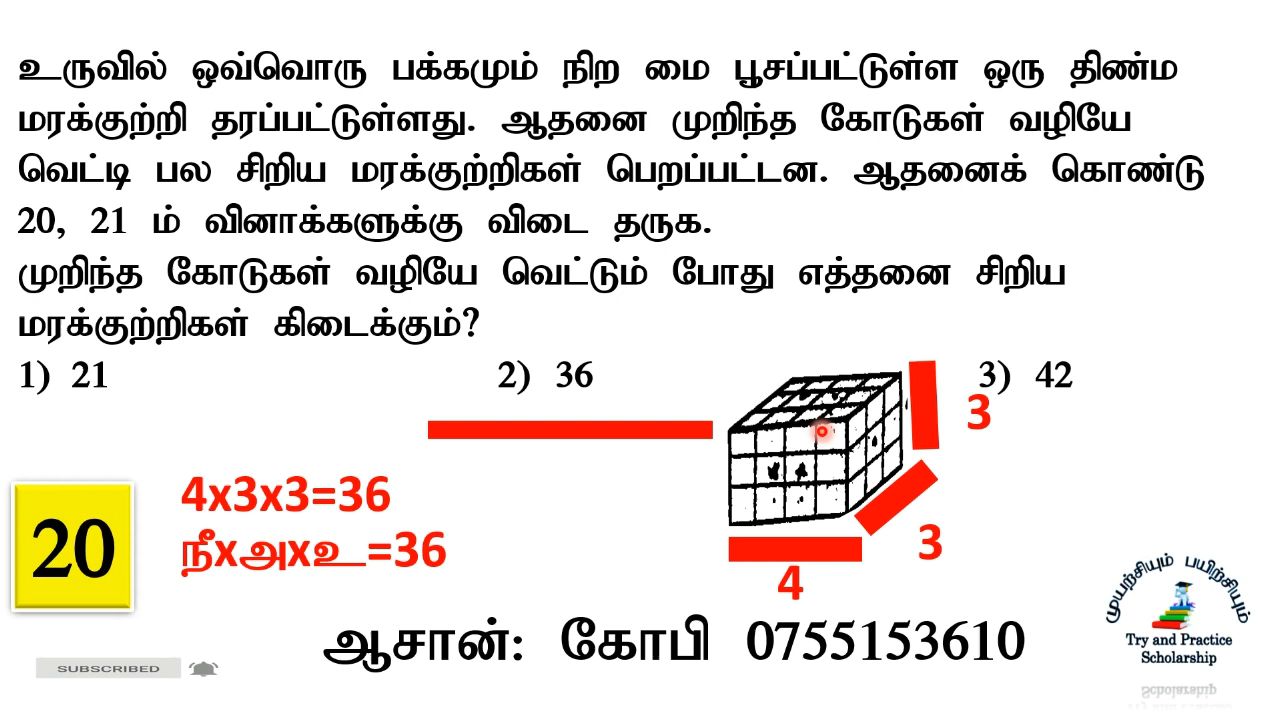 உருவில் ஒவ்வொரு பக்கமும் நிற மை பூசப்பட்டுள்ள ஒரு திண்ம
மரக்குற்றி தரப்பட்டுள்ளது. ஆதனை முறிந்த கோடுகள் வழியே
வெட்டி பல சிறிய மரக்குற்றிகள் பெறப்பட்டன. ஆதனைக் கொண்டு
20, 21 ம் வினாக்களுக்கு விடை தருக.
முறிந்த கோடுகள் வழியே வெட்டும் போது எத்தனை சிறிய
மரக்குற்றிகள் கிடைக்கும்?
1) 21 2) 36 3) 42
3
4x3x3=36
நீxஅxஉ=36
3
4
20
ஆசான்: கோபி 0755153610
SUBSCRIBED
முயற்சியும் பயிற்சியும்
Try and Practice
Scholarship